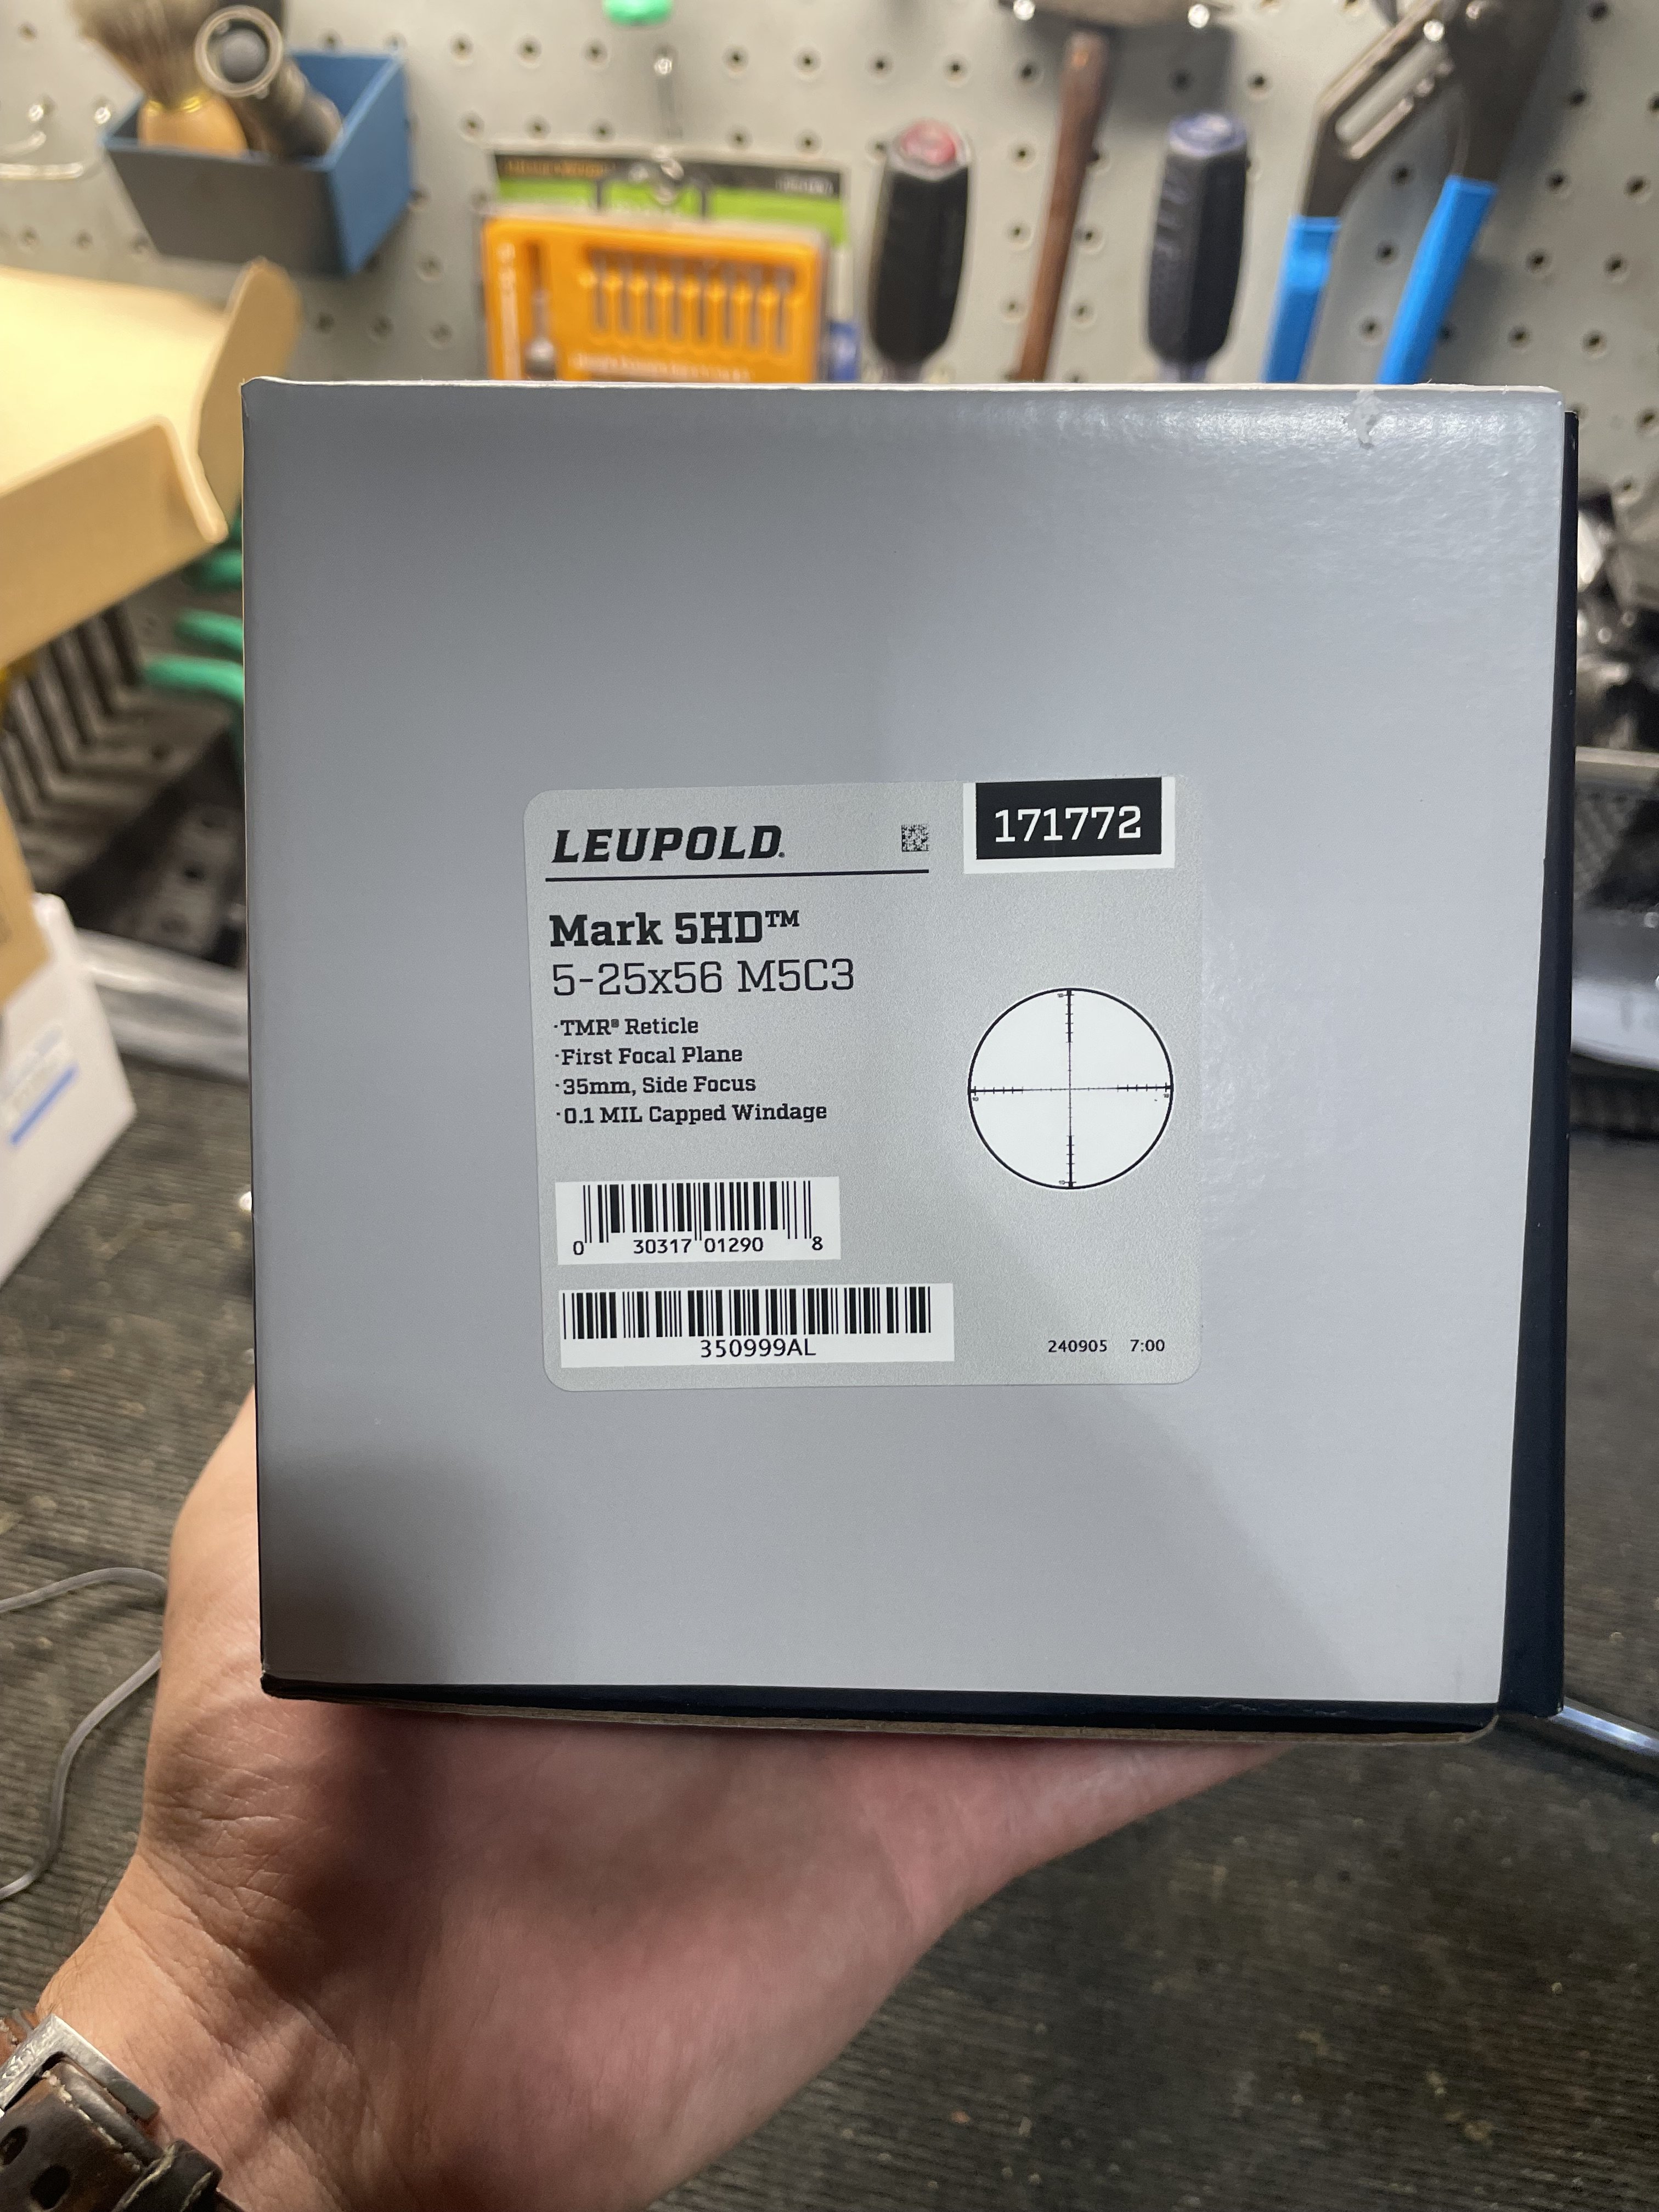 LEUPOLD®
171772
Mark 5HD™
5-25x56 M5C3
·TMR® Reticle
·First Focal Plane
·35mm, Side Focus
·0.1 MIL Capped Windage
0 30317 01290 8
350999AL
240905 7:00